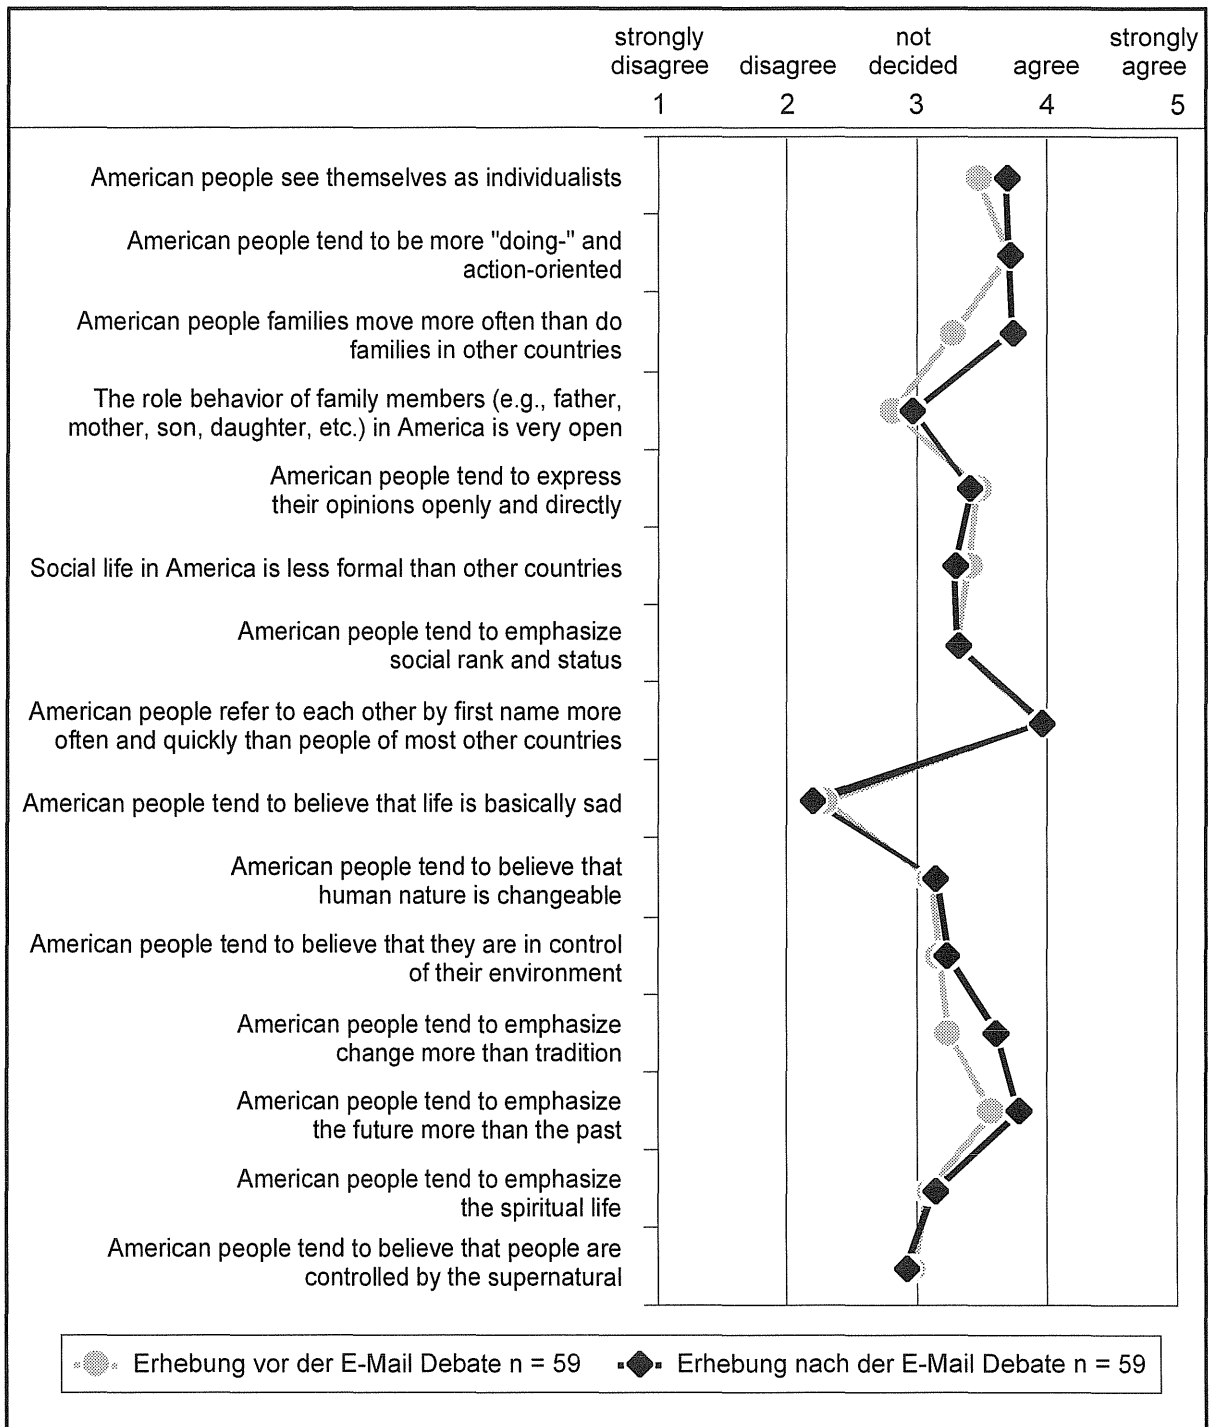 strongly disagree
disagree
not decided
agree
strongly agree
1 2 3 4 5
American people see themselves as individualists
American people tend to be more "doing-" and
action-oriented
American people families move more often than do
families in other countries
The role behavior of family members (e.g., father,
mother, son, daughter, etc.) in America is very open
American people tend to express
their opinions openly and directly
Social life in America is less formal than other countries
American people tend to emphasize
social rank and status
American people refer to each other by first name more
often and quickly than people of most other countries
American people tend to believe that life is basically sad
American people tend to believe that
human nature is changeable
American people tend to believe that they are in control
of their environment
American people tend to emphasize
change more than tradition
American people tend to emphasize
the future more than the past
American people tend to emphasize
the spiritual life
American people tend to believe that people are
controlled by the supernatural
Erhebung vor der E-Mail Debate n = 59
Erhebung nach der E-Mail Debate n = 59